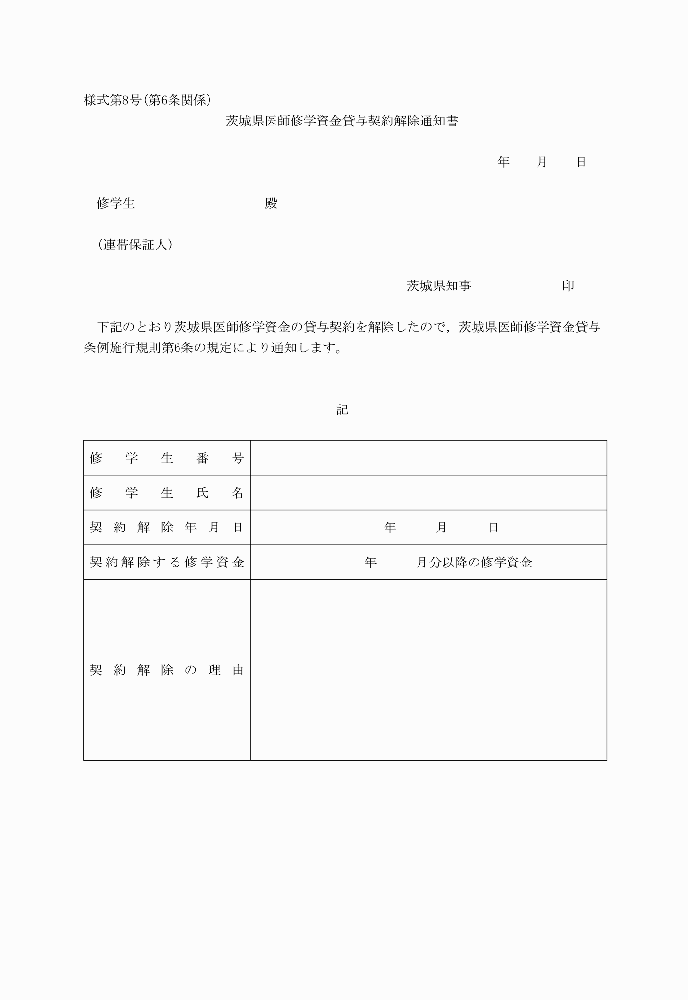 様式第8号（第6条関係）
茨城県医師修学資金貸与契約解除通知書
年　　月　　日
修学生　　　　　　　　　　殿
（連帯保証人）
茨城県知事　　　　　　　印
下記のとおり茨城県医師修学資金の貸与契約を解除したので，茨城県医師修学資金貸与
条例施行規則第6条の規定により通知します。
記
修学生番号
修学生氏名
契約解除年月日　　年　　月　　日
契約解除する修学資金　　年　　月分以降の修学資金
契約解除の理由